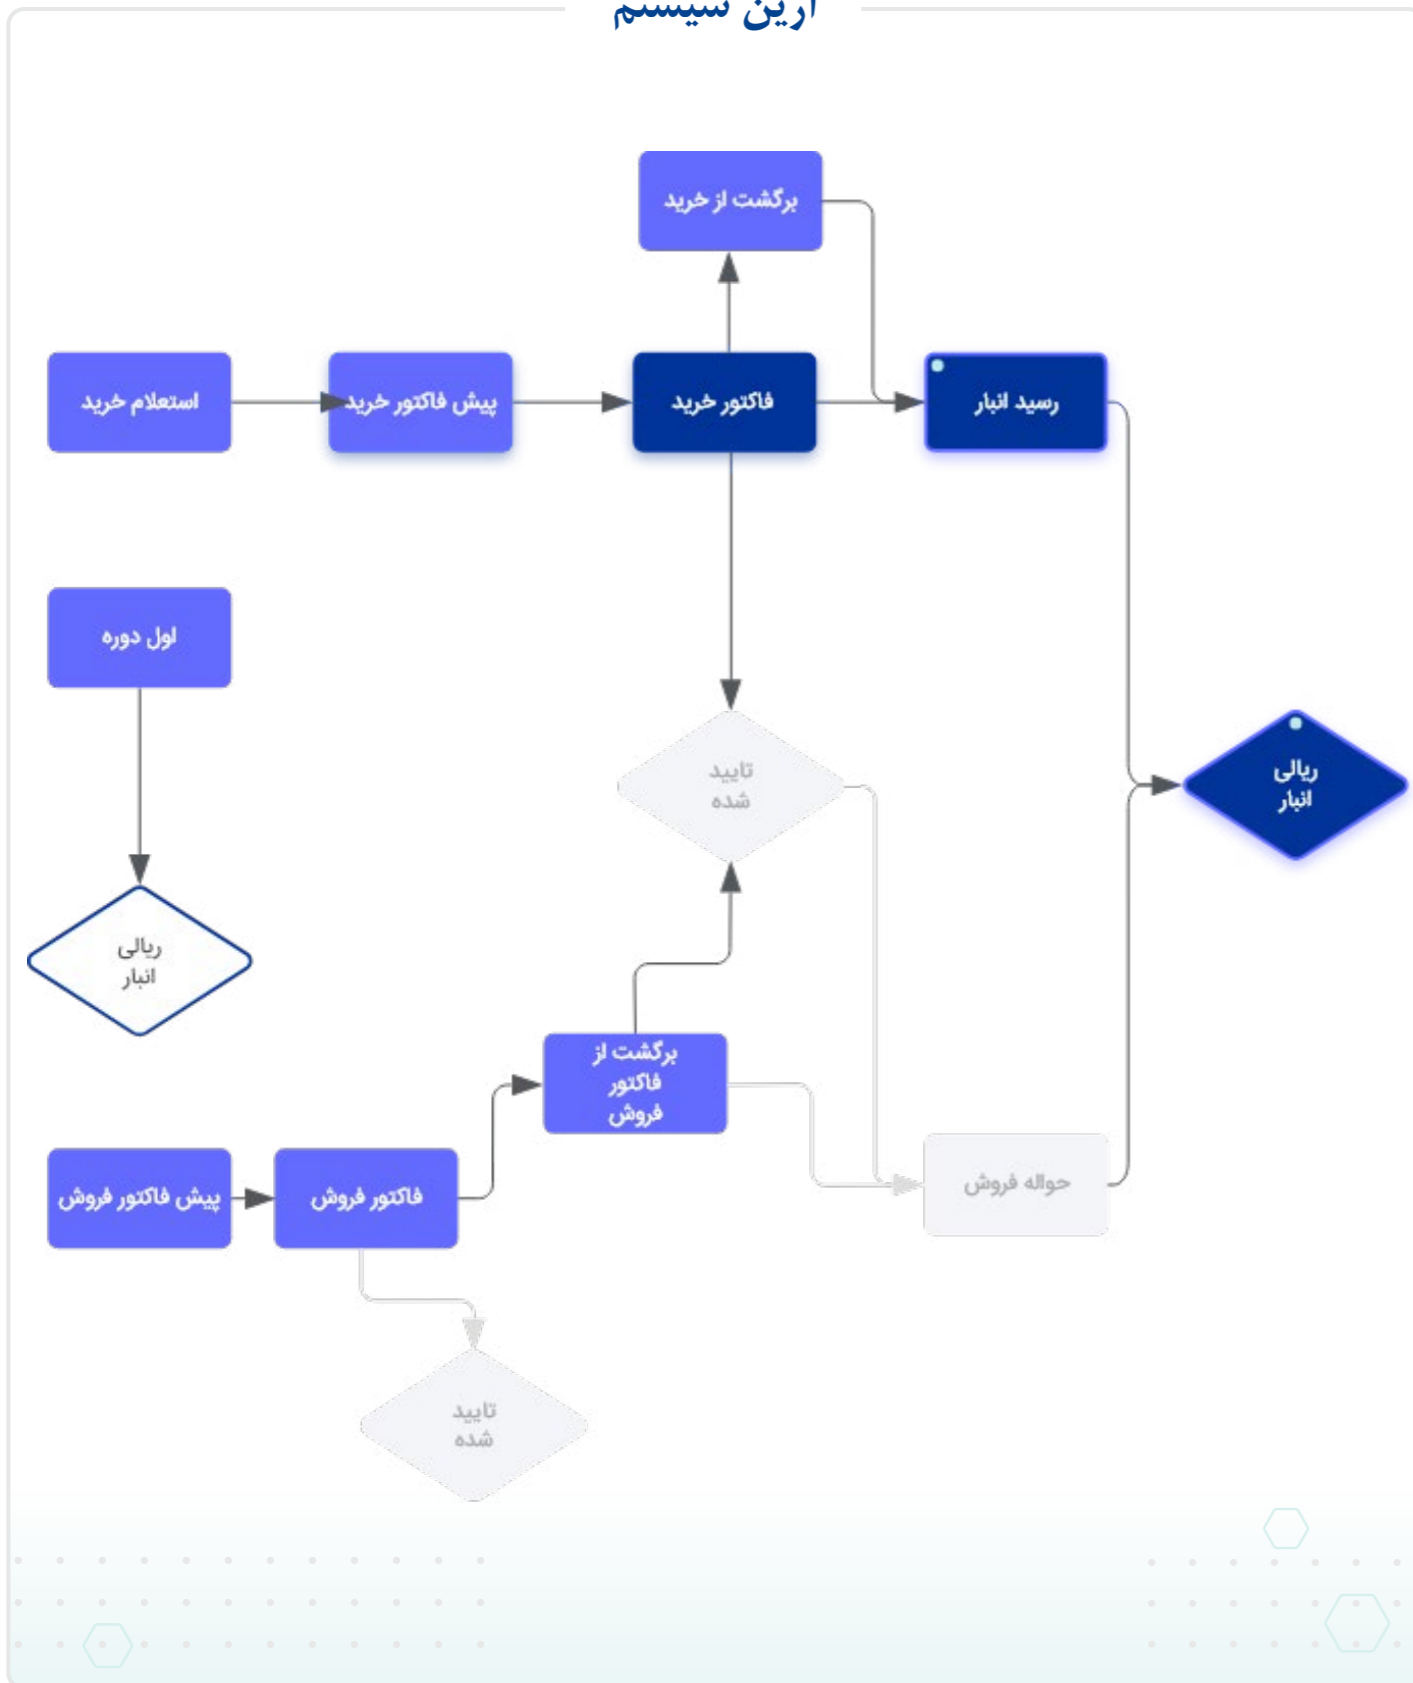 آرین سیستم
برگشت از خرید
استعلام خرید
پیش فاکتور خرید
فاکتور خرید
رسید انبار
اول دوره
تایید
شده
ریالی
انبار
ریالی
انبار
برگشت از
فاکتور
فروش
پیش فاکتور فروش
فاکتور فروش
حواله فروش
تایید
شده